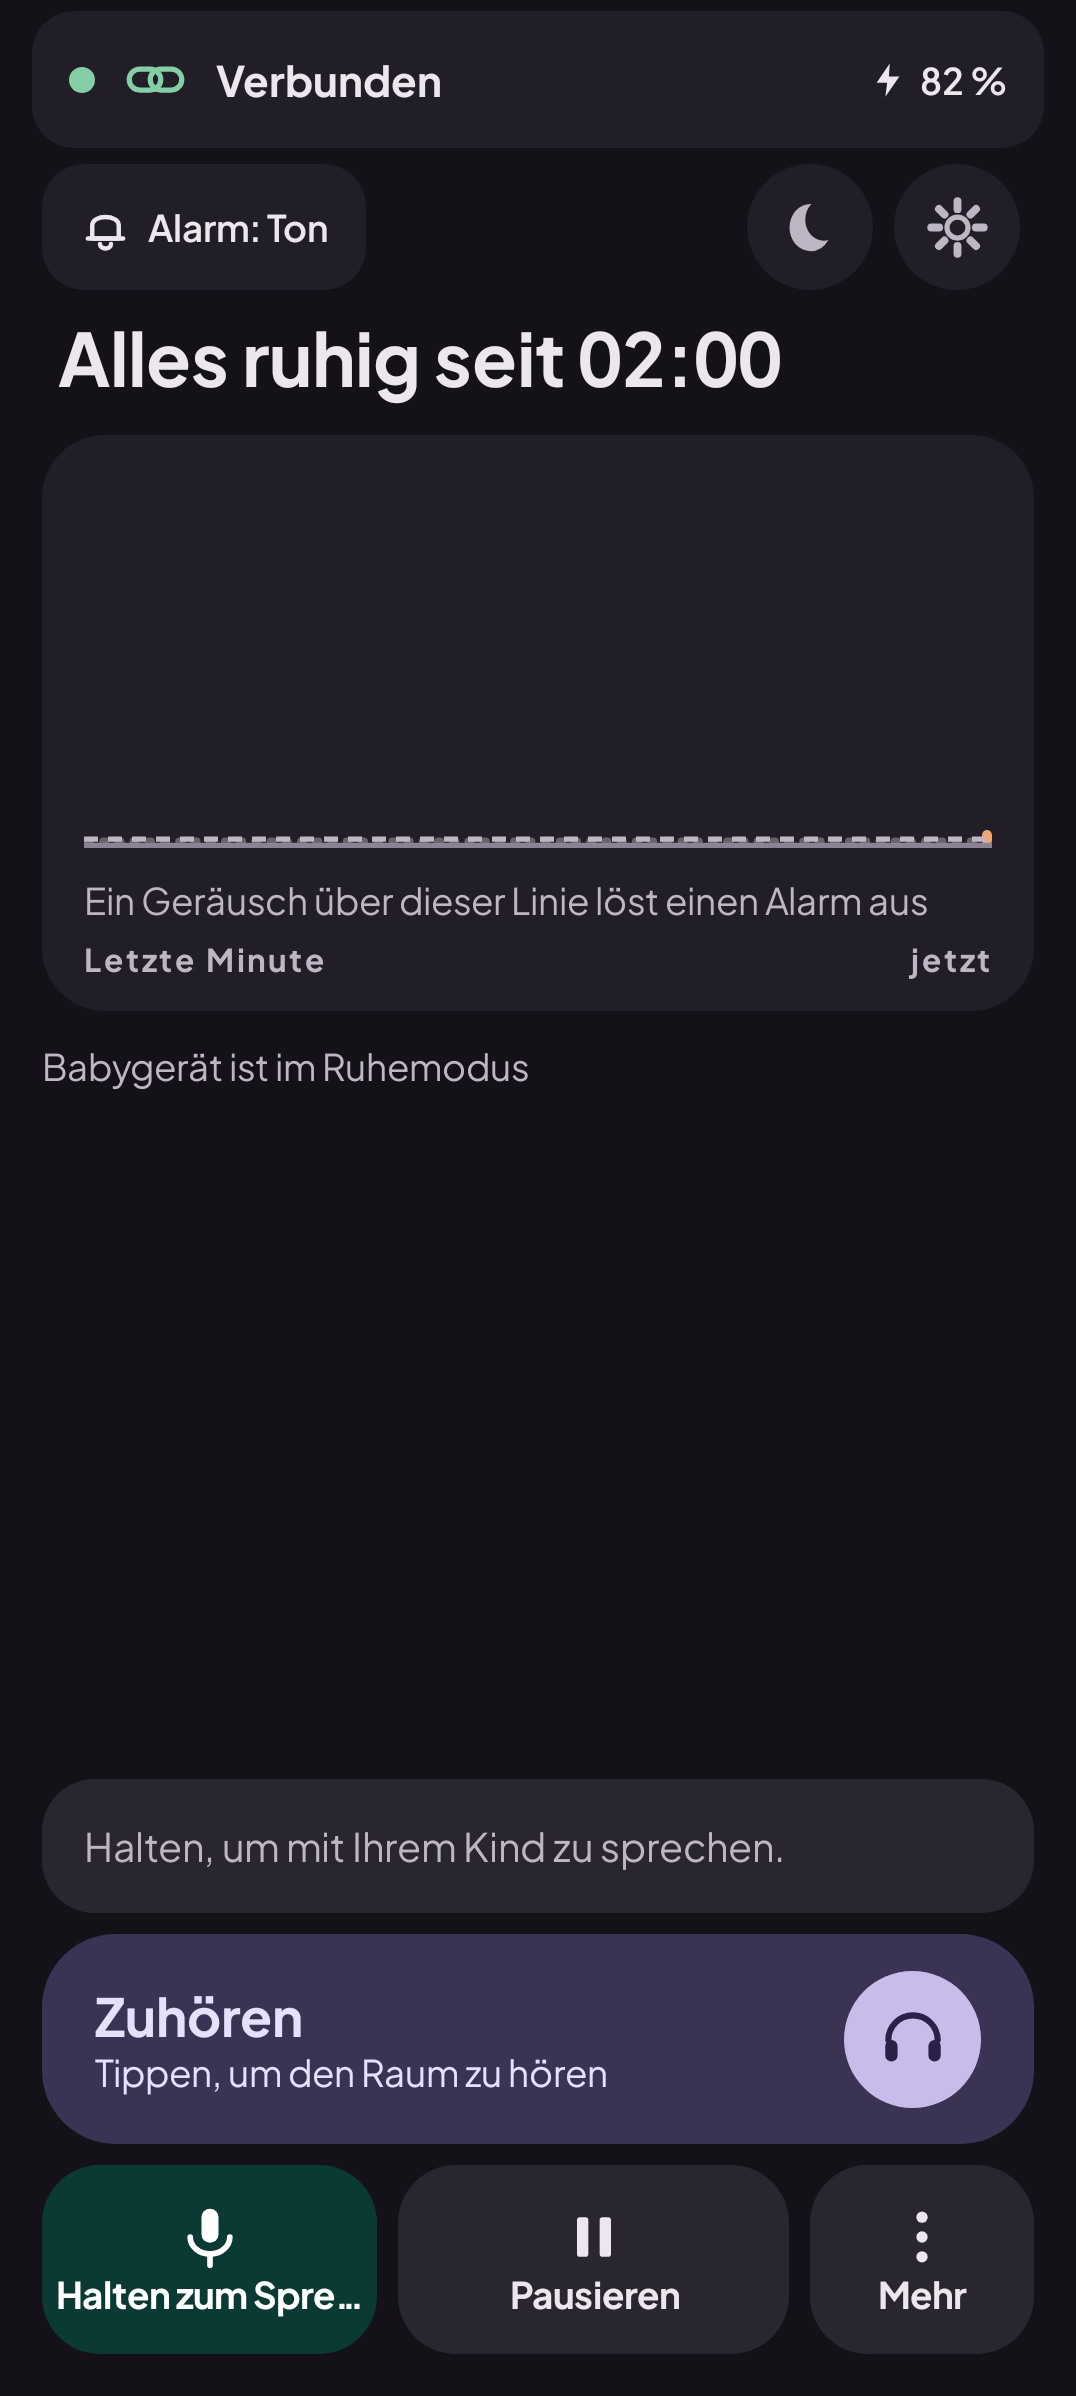 Verbunden
82 %
Alarm: Ton
Alles ruhig seit 02:00
Ein Geräusch über dieser Linie löst einen Alarm aus
Letzte Minute
jetzt
Babygerät ist im Ruhemodus
Halten, um mit Ihrem Kind zu sprechen.
Zuhören
Tippen, um den Raum zu hören
Halten zum Spre...
Pausieren
Mehr